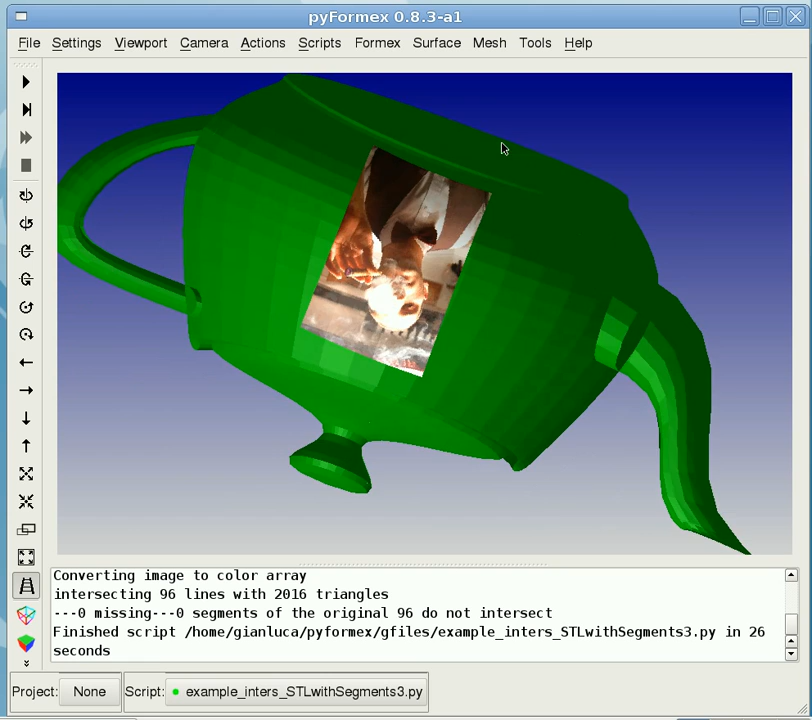 pyFormex 0.8.3-a1
File Settings Viewport Camera Actions Scripts Formex Surface Mesh Tools Help
Converting image to color array
intersecting 96 lines with 2016 triangles
---0 missing---0 segments of the original 96 do not intersect
Finished script /home/gianluca/pyformex/gfiles/example_inters_STLwithSegments3.py in 26
seconds
Project: None Script: example_inters_STLwithSegments3.py